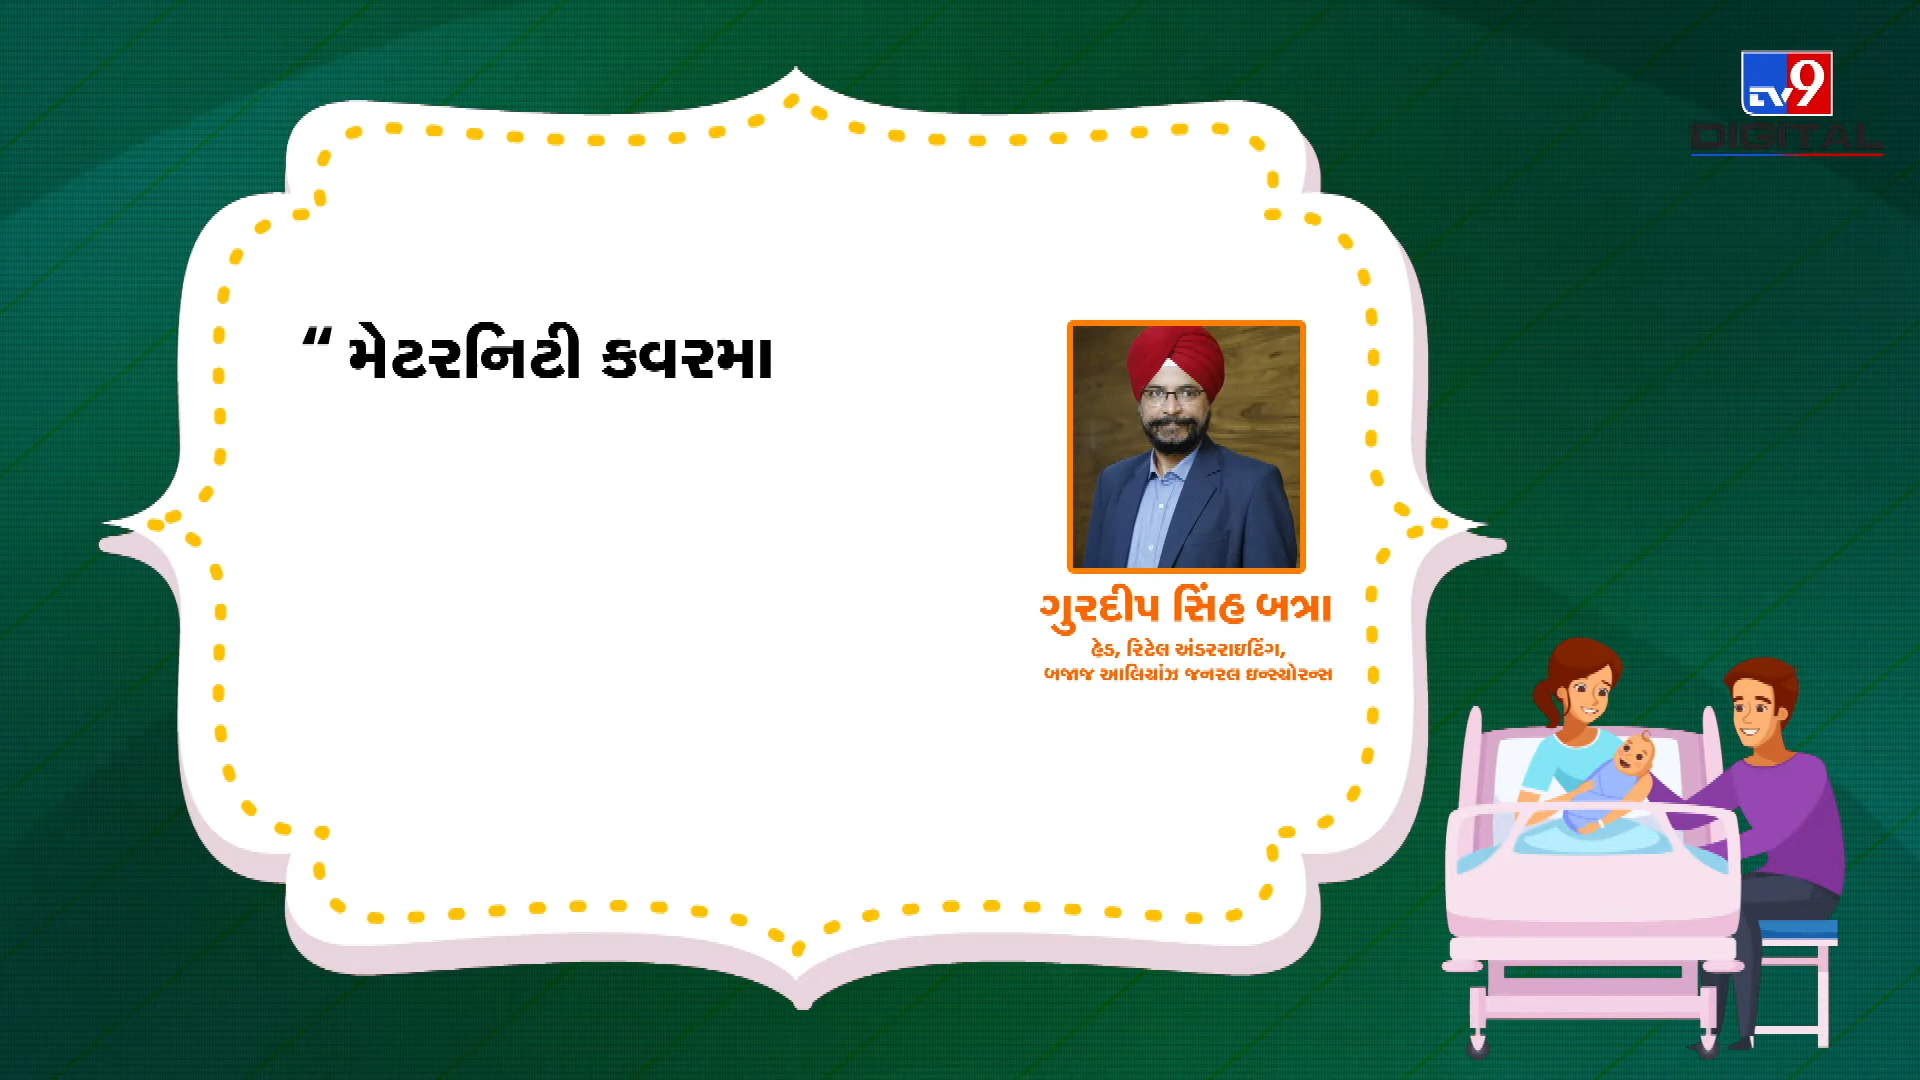 TV9
DIGITAL
“ મેટરનિટી કવરમા
ગુરદીપ સિંહ બત્રા
હેડ, રિટેલ અંડરરાઇટિંગ,
બજાજ આલિયાંઝ જનરલ ઇન્સ્યોરન્સ